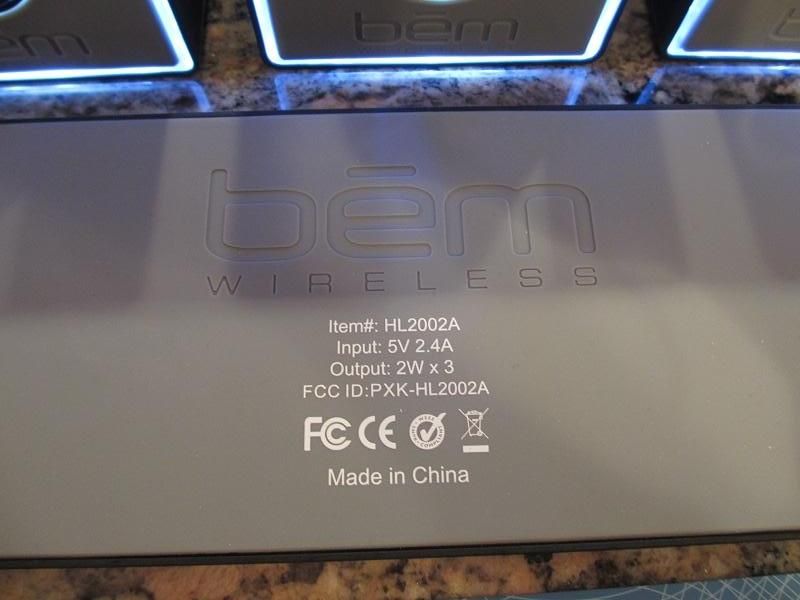 bēm
bēm
WIRELESS
Item#: HL2002A
Input: 5V 2.4A
Output: 2W x 3
FCC ID:PXK-HL2002A
FC CE
Made in China